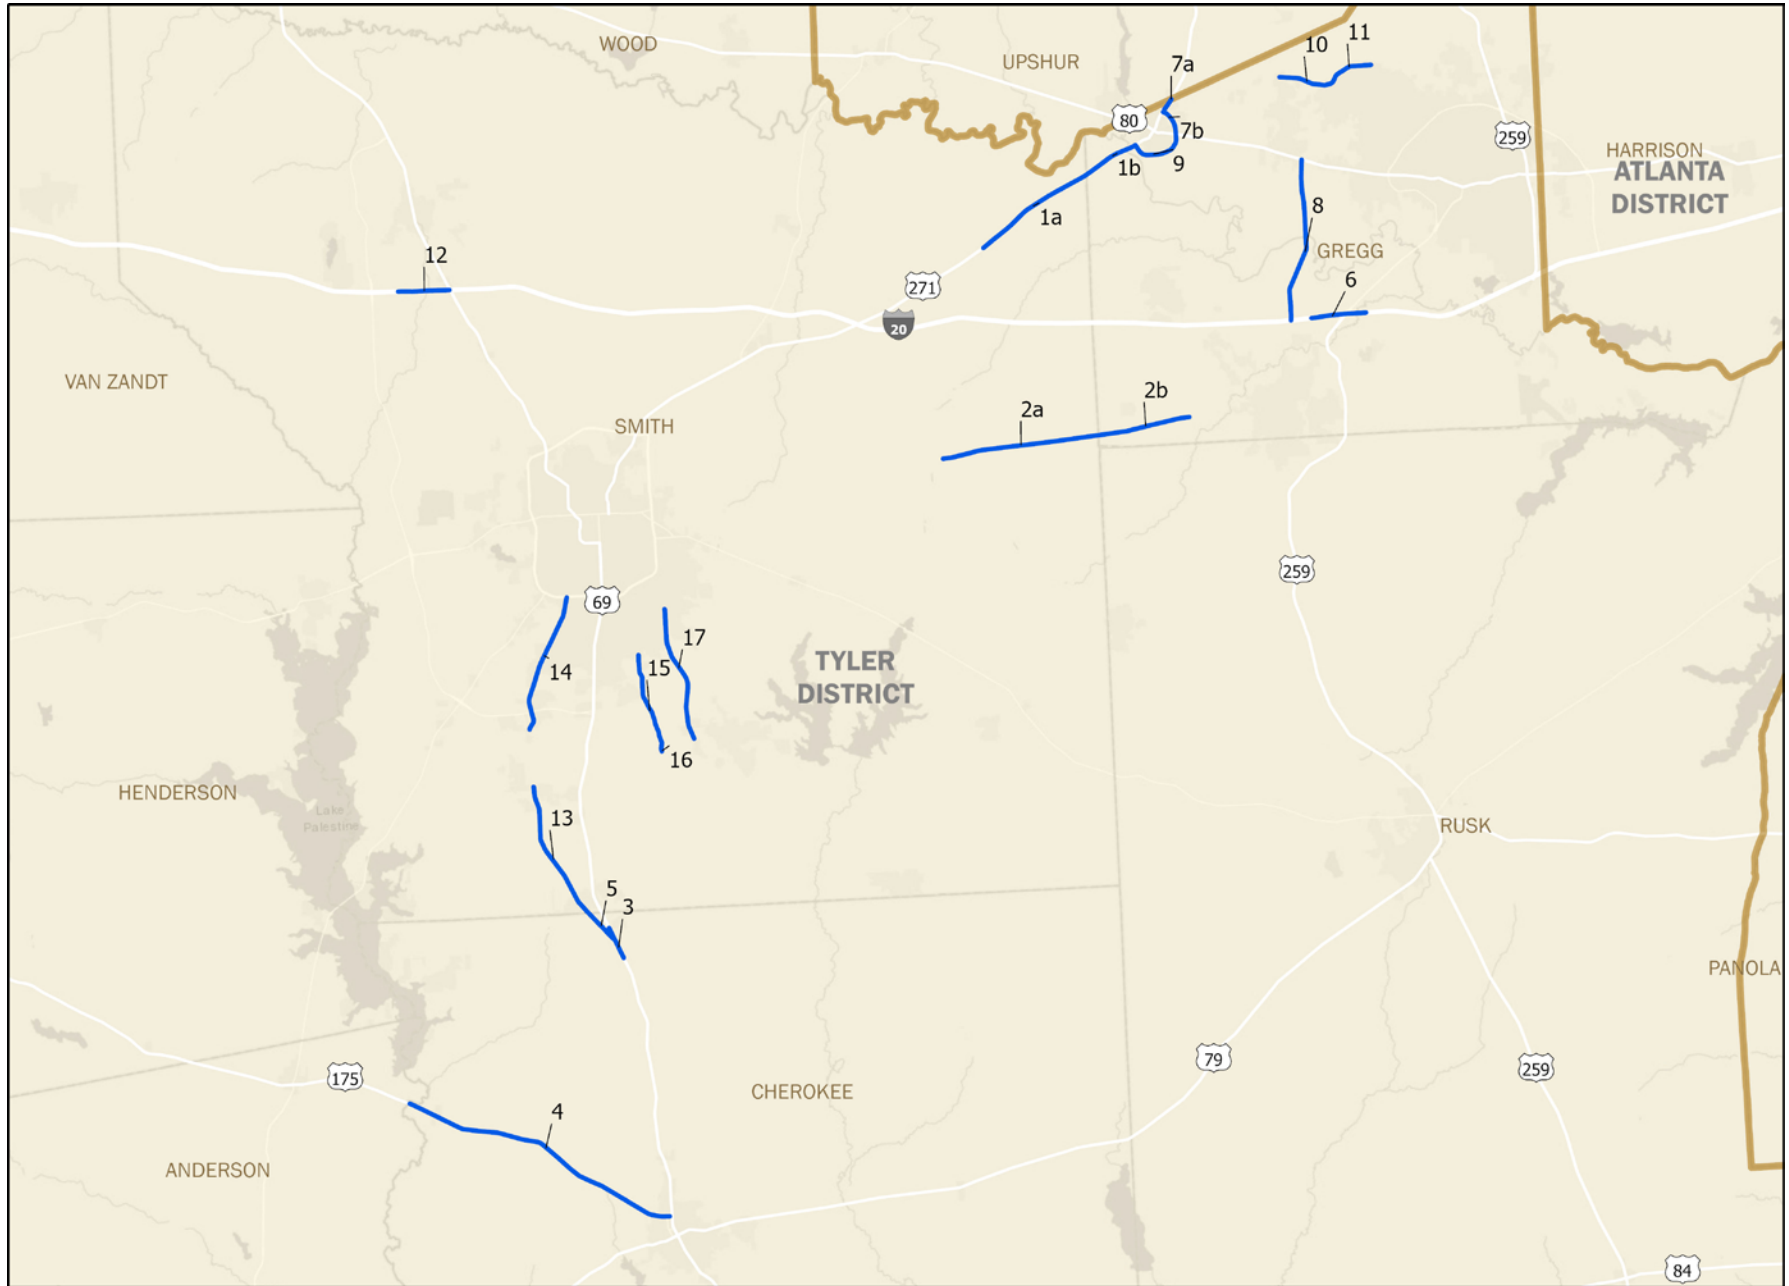 WOOD
UPSHUR
7a
10
11
80
7b
259
HARRISON
ATLANTA
DISTRICT
1b
9
1a
8
GREGG
12
271
6
20
VAN ZANDT
SMITH
2a
2b
259
69
17
15
14
TYLER
DISTRICT
16
HENDERSON
Lake
Palestine
13
RUSK
5
3
PANOLA
175
79
259
CHEROKEE
4
ANDERSON
84